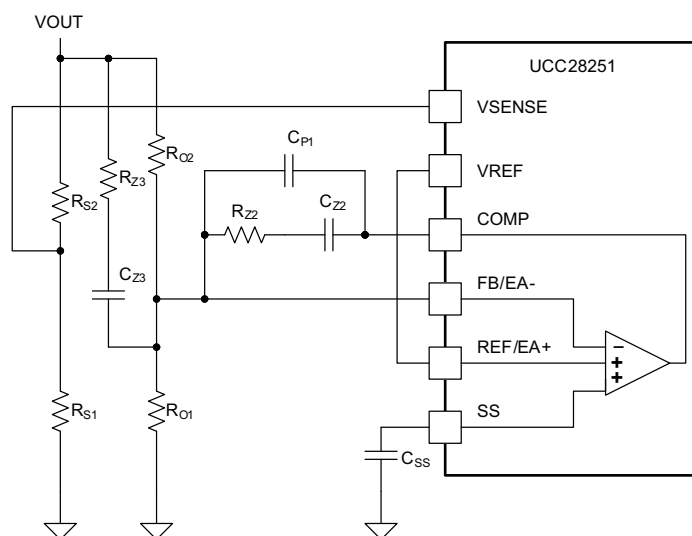 VOUT
UCC28251
VSENSE
CP1
RO2
VREF
RZ3
RS2
RZ2
CZ2
COMP
CZ3
FB/EA-
REF/EA+
RS1
RO1
SS
CSS
−
+
+